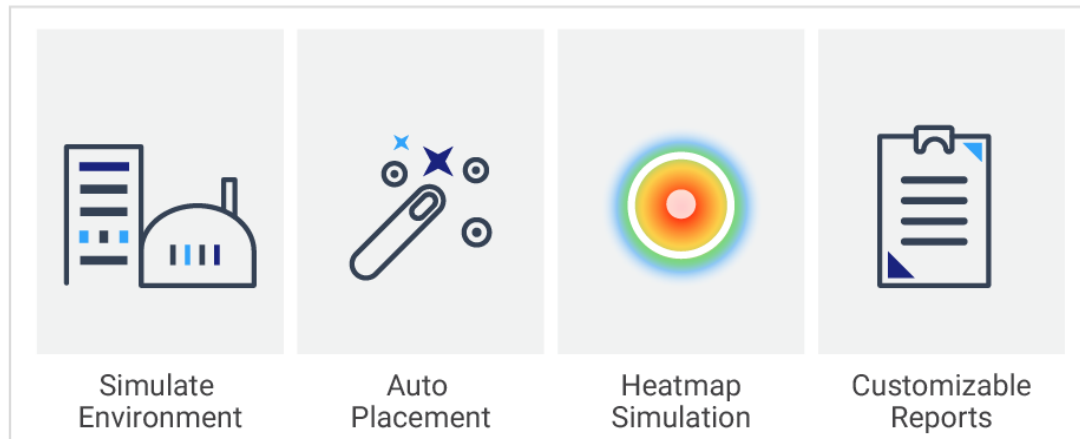 Simulate
Environment
Auto
Placement
Heatmap
Simulation
Customizable
Reports